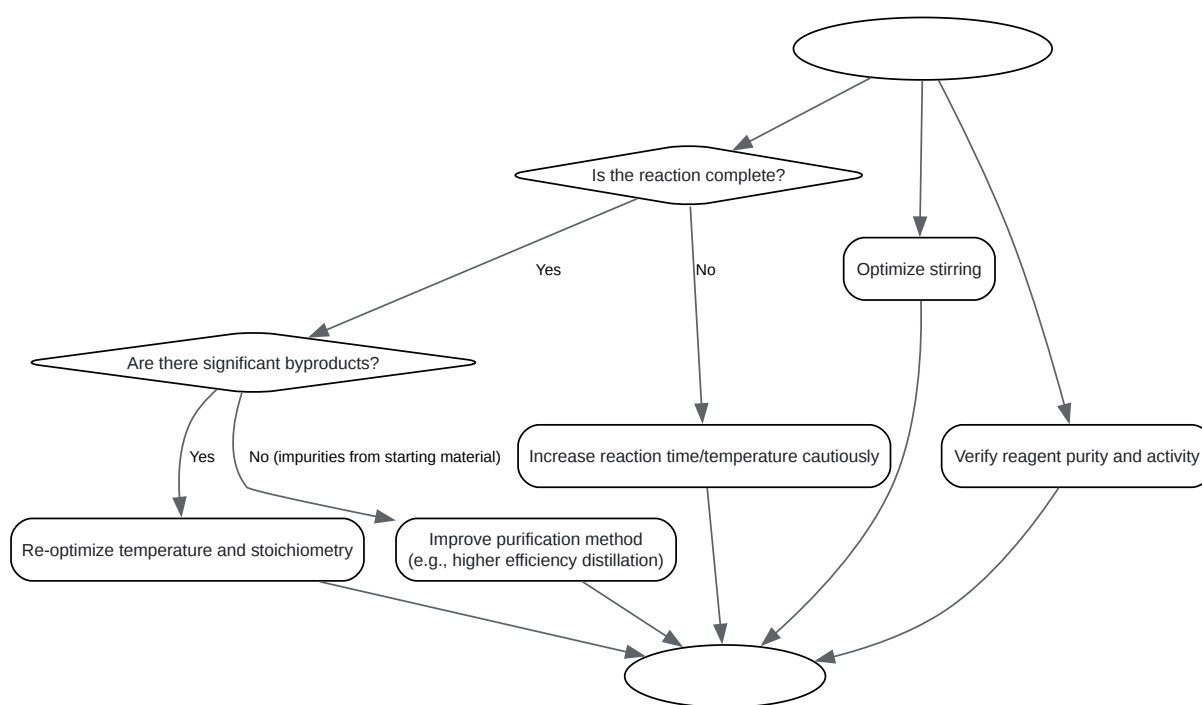 Is the reaction complete?
Yes
No
Optimize stirring
Are there significant byproducts?
Yes
No (impurities from starting material)
Increase reaction time/temperature cautiously
Verify reagent purity and activity
Re-optimize temperature and stoichiometry
Improve purification method
(e.g., higher efficiency distillation)